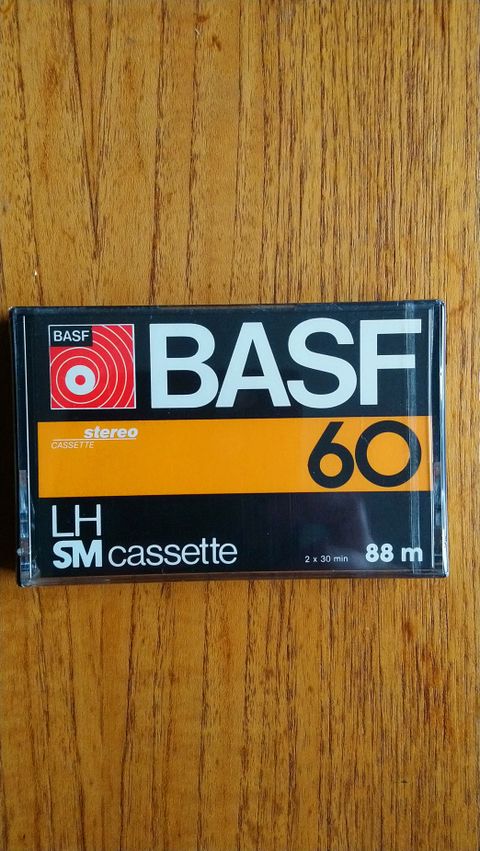 BASF
BASF
stereo
CASSETTE
60
LH
SM cassette
2 x 30 min
88 m